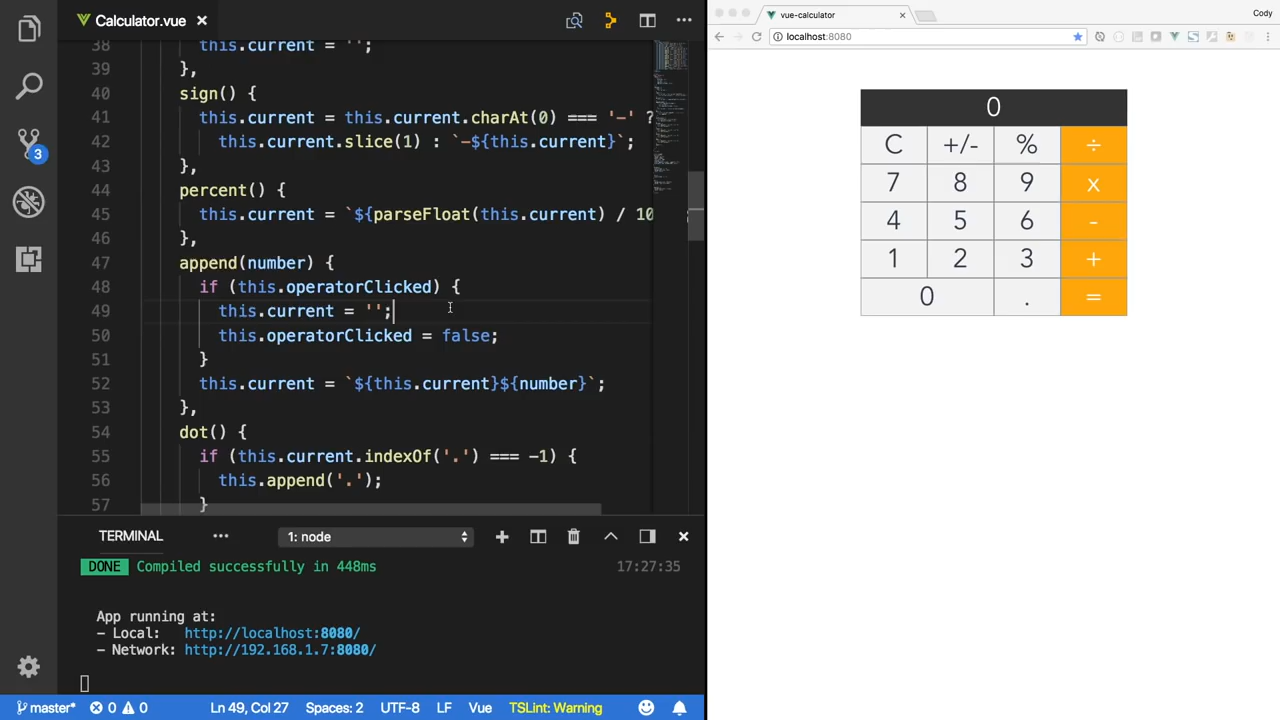 Calculator.vue
38 this.current = '';
39 },
40 sign() {
41 this.current = this.current.charAt(0) === '-' ?
42 this.current.slice(1) : `-${this.current}`;
43 },
44 percent() {
45 this.current = `${parseFloat(this.current) / 10
46 },
47 append(number) {
48 if (this.operatorClicked) {
49 this.current = '';
50 this.operatorClicked = false;
51 }
52 this.current = `${this.current}${number}`;
53 },
54 dot() {
55 if (this.current.indexOf('.') === -1) {
56 this.append('.');
57 }
3
TERMINAL ... 1: node
DONE Compiled successfully in 448ms 17:27:35
App running at:
- Local: http://localhost:8080/
- Network: http://192.168.1.7:8080/
master* 0 0 Ln 49, Col 27 Spaces: 2 UTF-8 LF Vue TSLint: Warning
vue-calculator Cody
localhost:8080
0
C +/- % ÷
7 8 9 x
4 5 6 -
1 2 3 +
0 . =